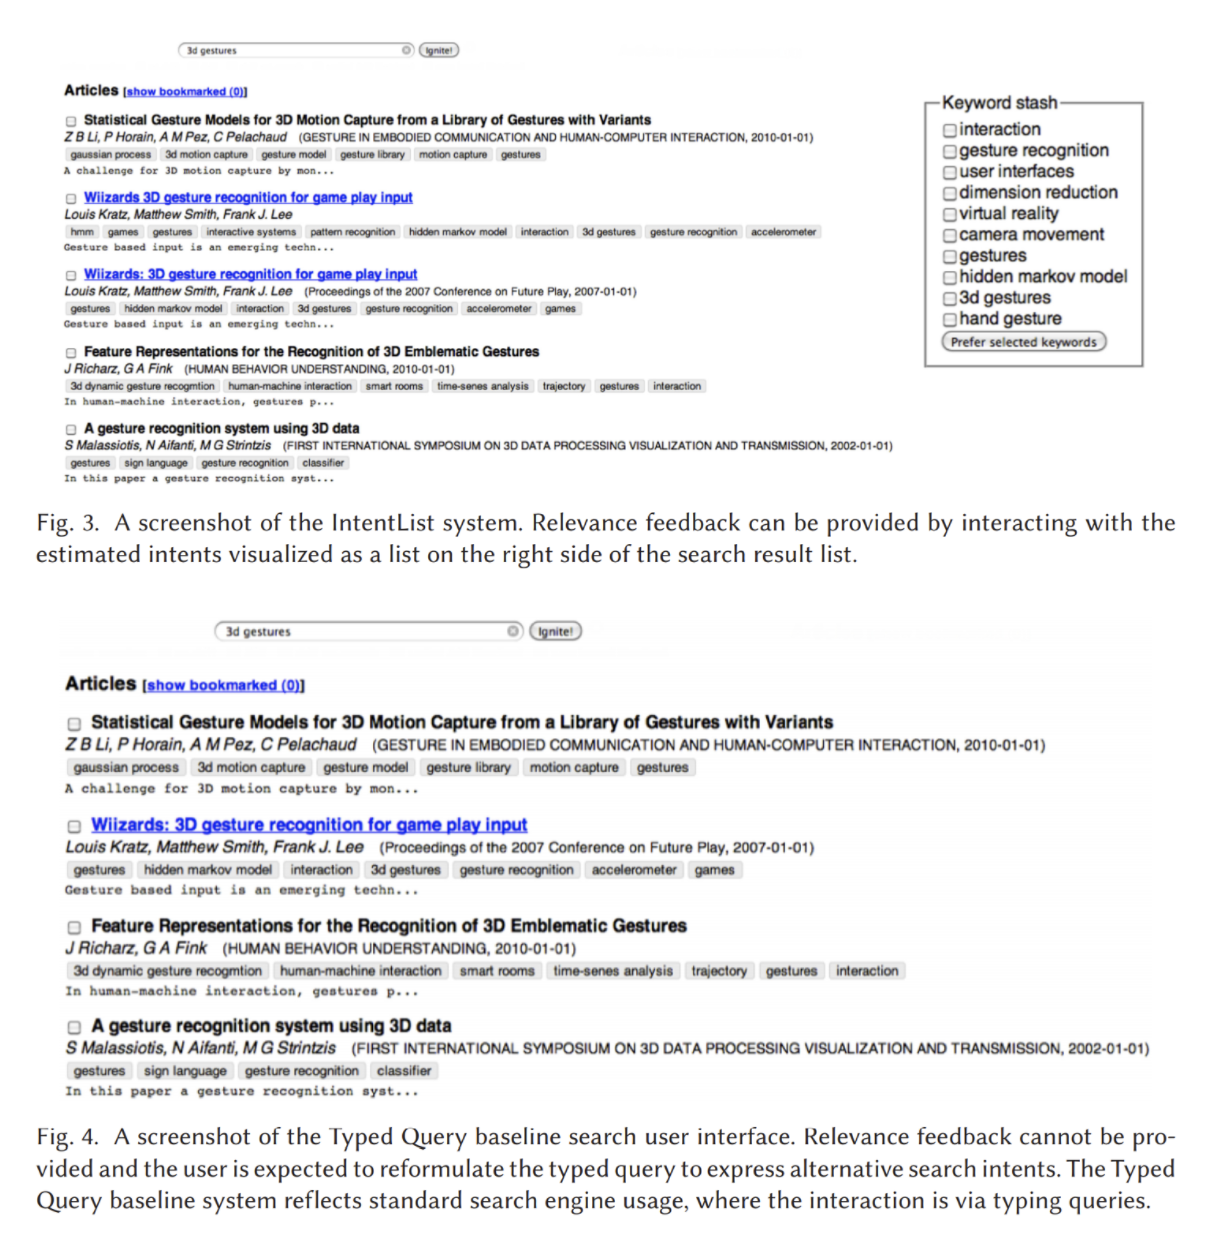 3d gestures
Ignite!
Articles [show bookmarked (0)]
Statistical Gesture Models for 3D Motion Capture from a Library of Gestures with Variants
Z B Li, P Horain, A M Pez, C Pelachaud (GESTURE IN EMBODIED COMMUNICATION AND HUMAN-COMPUTER INTERACTION, 2010-01-01)
gaussian process 3d motion capture gesture model gesture library motion capture gestures
A challenge for 3D motion capture by mon...
Wiizards 3D gesture recognition for game play input
Louis Kratz, Matthew Smith, Frank J. Lee
hmm games gestures interactive systems pattern recognition hidden markov model interaction 3d gestures gesture recognition accelerometer
Gesture based input is an emerging techn...
Wiizards: 3D gesture recognition for game play input
Louis Kratz, Matthew Smith, Frank J. Lee (Proceedings of the 2007 Conference on Future Play, 2007-01-01)
gestures hidden markov model interaction 3d gestures gesture recognition accelerometer games
Gesture based input is an emerging techn...
Feature Representations for the Recognition of 3D Emblematic Gestures
J Richarz, G A Fink (HUMAN BEHAVIOR UNDERSTANDING, 2010-01-01)
3d dynamic gesture recogmtion human-machine interaction smart rooms time-senes analysis trajectory gestures interaction
In human-machine interaction, gestures p...
A gesture recognition system using 3D data
S Malassiotis, N Aifanti, M G Strintzis (FIRST INTERNATIONAL SYMPOSIUM ON 3D DATA PROCESSING VISUALIZATION AND TRANSMISSION, 2002-01-01)
gestures sign language gesture recognition classifier
In this paper a gesture recognition syst...
Keyword stash
interaction
gesture recognition
user interfaces
dimension reduction
virtual reality
camera movement
gestures
hidden markov model
3d gestures
hand gesture
Prefer selected keywords
Fig. 3. A screenshot of the IntentList system. Relevance feedback can be provided by interacting with the
estimated intents visualized as a list on the right side of the search result list.
3d gestures
Ignite!
Articles [show bookmarked (0)]
Statistical Gesture Models for 3D Motion Capture from a Library of Gestures with Variants
Z B Li, P Horain, A M Pez, C Pelachaud (GESTURE IN EMBODIED COMMUNICATION AND HUMAN-COMPUTER INTERACTION, 2010-01-01)
gaussian process 3d motion capture gesture model gesture library motion capture gestures
A challenge for 3D motion capture by mon...
Wiizards: 3D gesture recognition for game play input
Louis Kratz, Matthew Smith, Frank J. Lee (Proceedings of the 2007 Conference on Future Play, 2007-01-01)
gestures hidden markov model interaction 3d gestures gesture recognition accelerometer games
Gesture based input is an emerging techn...
Feature Representations for the Recognition of 3D Emblematic Gestures
J Richarz, G A Fink (HUMAN BEHAVIOR UNDERSTANDING, 2010-01-01)
3d dynamic gesture recogmtion human-machine interaction smart rooms time-senes analysis trajectory gestures interaction
In human-machine interaction, gestures p...
A gesture recognition system using 3D data
S Malassiotis, N Aifanti, M G Strintzis (FIRST INTERNATIONAL SYMPOSIUM ON 3D DATA PROCESSING VISUALIZATION AND TRANSMISSION, 2002-01-01)
gestures sign language gesture recognition classifier
In this paper a gesture recognition syst...
Fig. 4. A screenshot of the Typed Query baseline search user interface. Relevance feedback cannot be pro-
vided and the user is expected to reformulate the typed query to express alternative search intents. The Typed
Query baseline system reflects standard search engine usage, where the interaction is via typing queries.